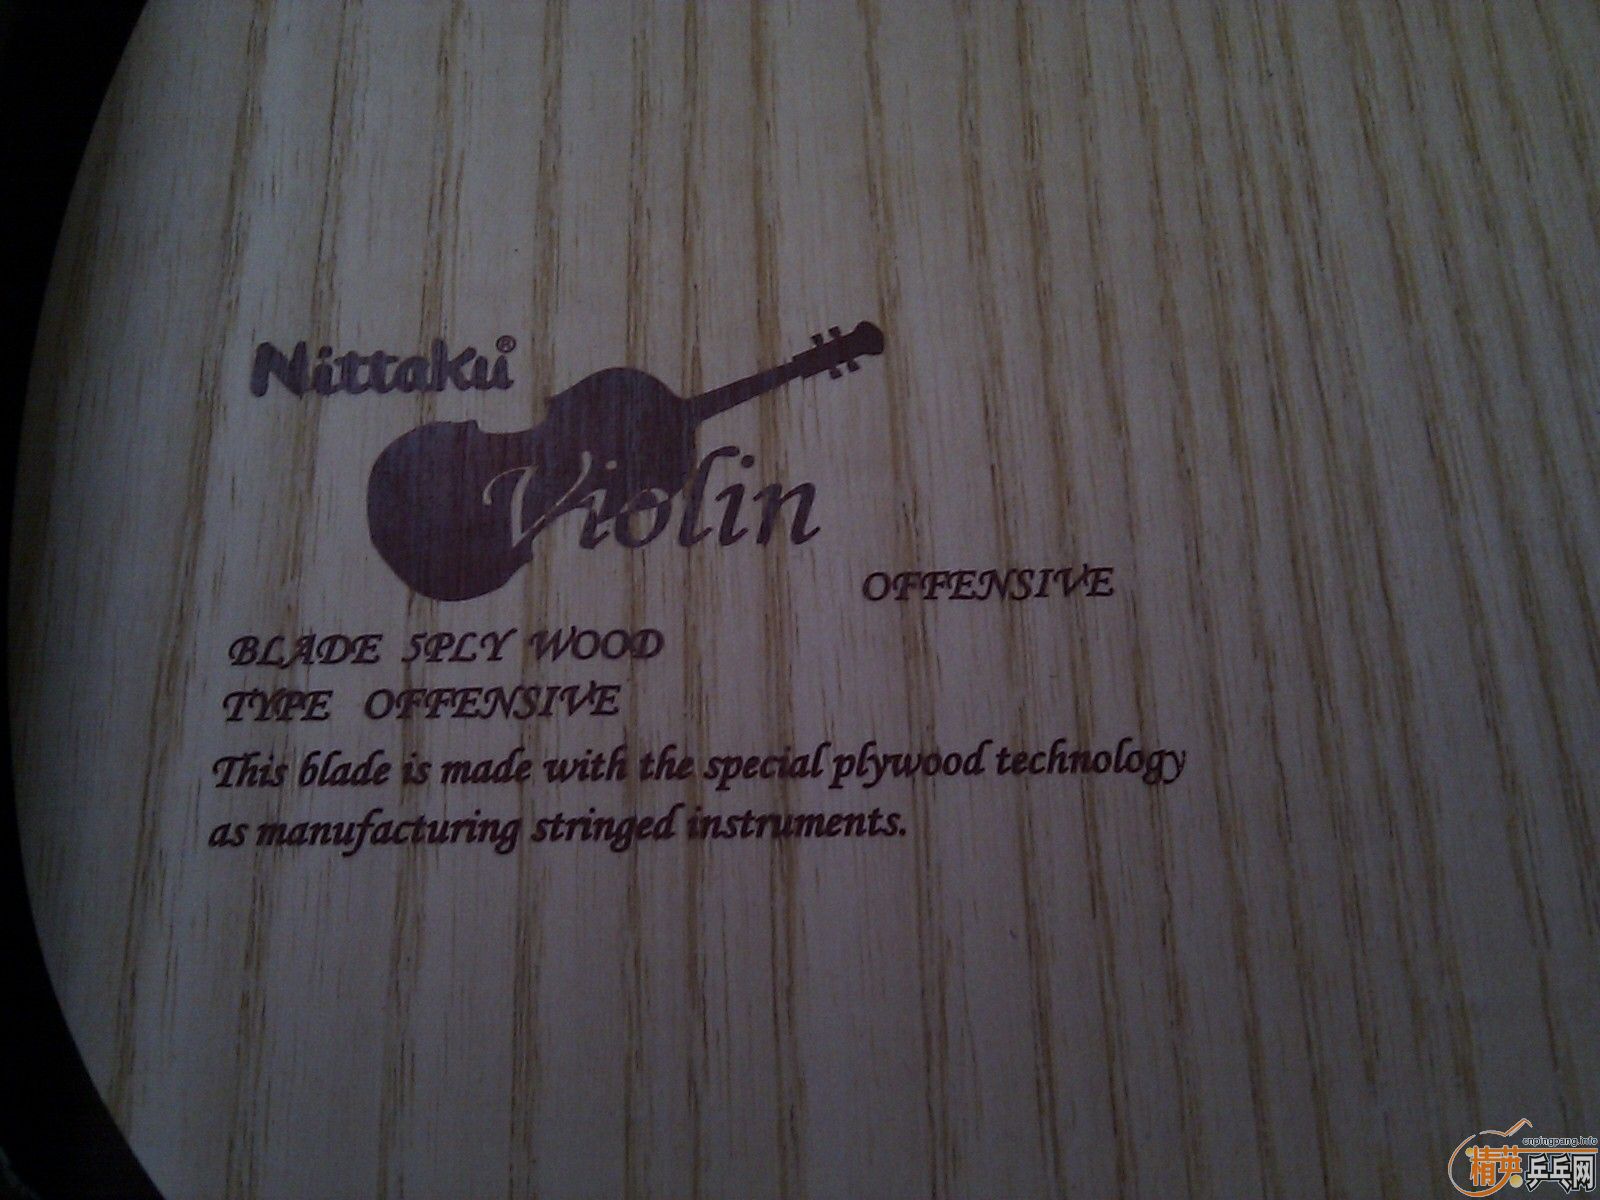 Nittaku®
Violin
OFFENSIVE
BLADE 5PLY WOOD
TYPE OFFENSIVE
This blade is made with the special plywood technology
as manufacturing stringed instruments.
cnpingpang.info
精英乒乓网